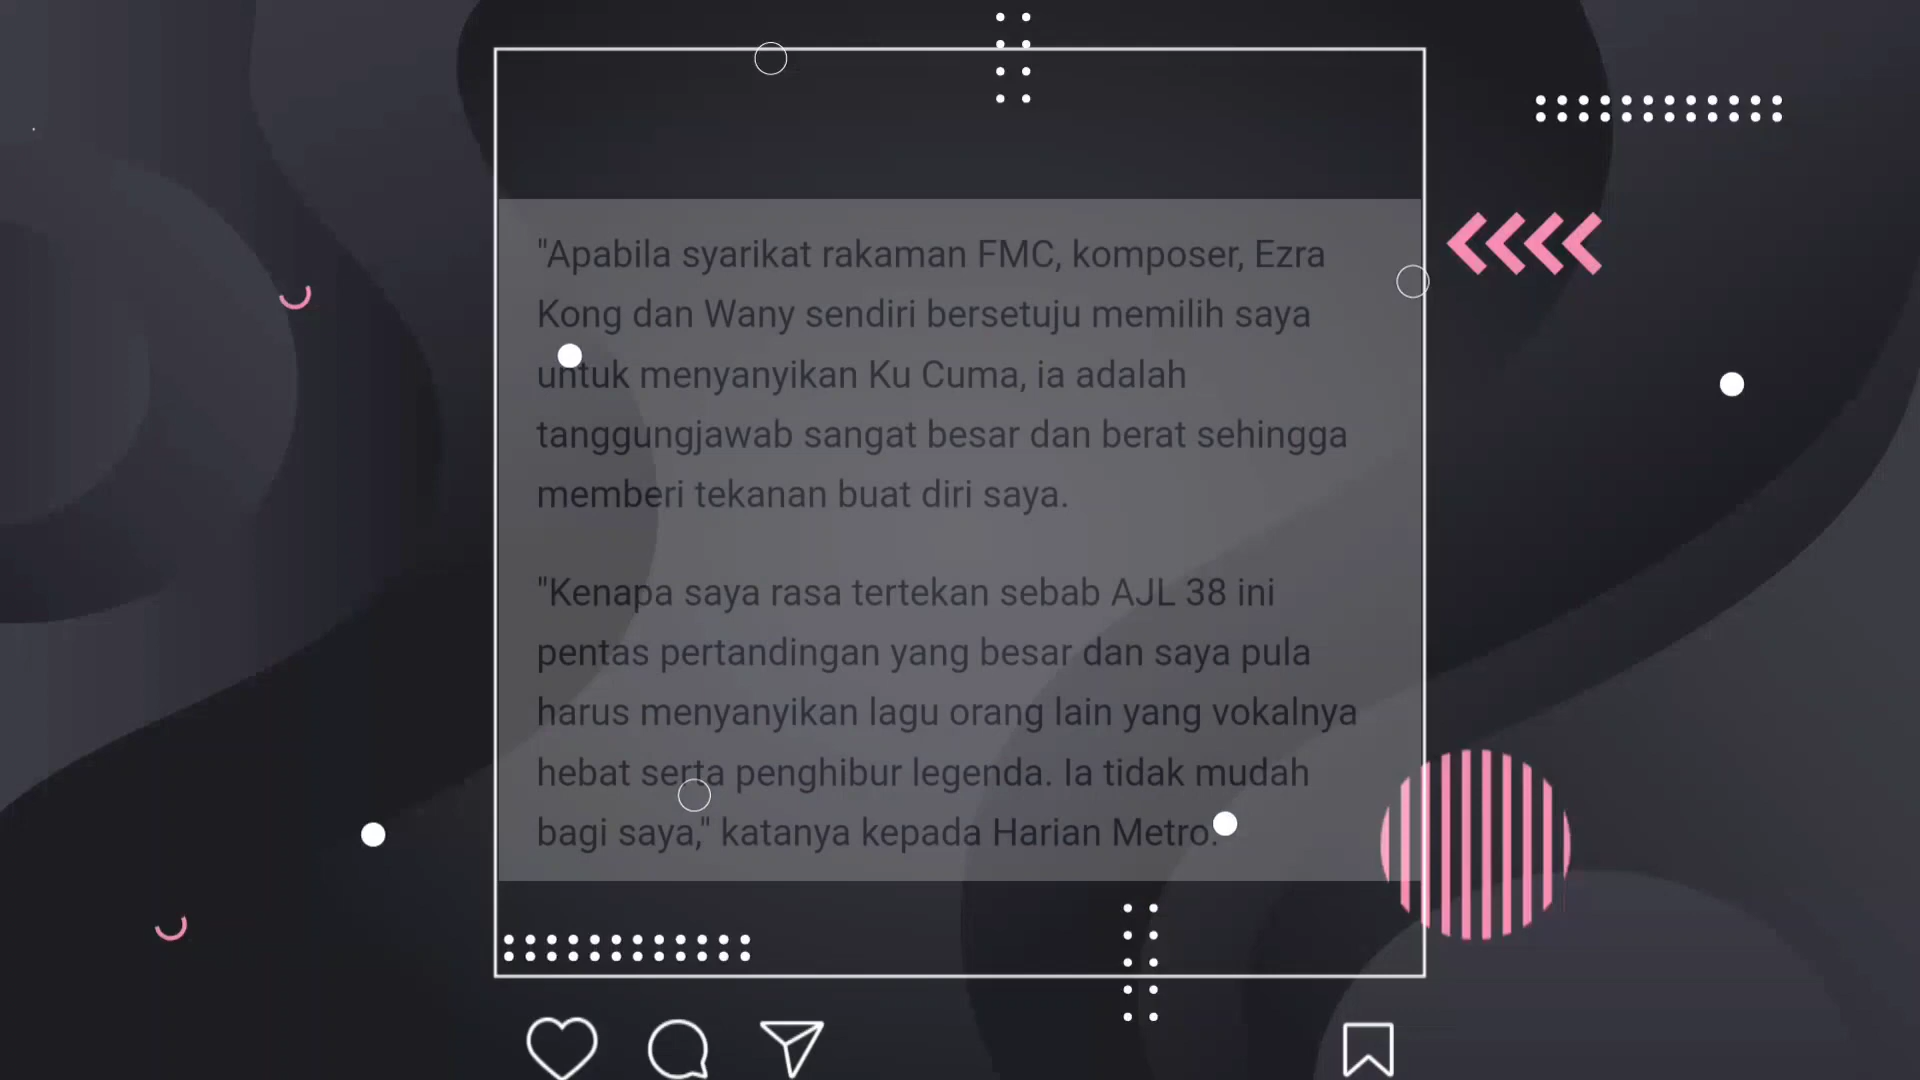 "Apabila syarikat rakaman FMC, komposer, Ezra
Kong dan Wany sendiri bersetuju memilih saya
untuk menyanyikan Ku Cuma, ia adalah
tanggungjawab sangat besar dan berat sehingga
memberi tekanan buat diri saya.
"Kenapa saya rasa tertekan sebab AJL 38 ini
pentas pertandingan yang besar dan saya pula
harus menyanyikan lagu orang lain yang vokalnya
hebat serta penghibur legenda. Ia tidak mudah
bagi saya," katanya kepada Harian Metro.